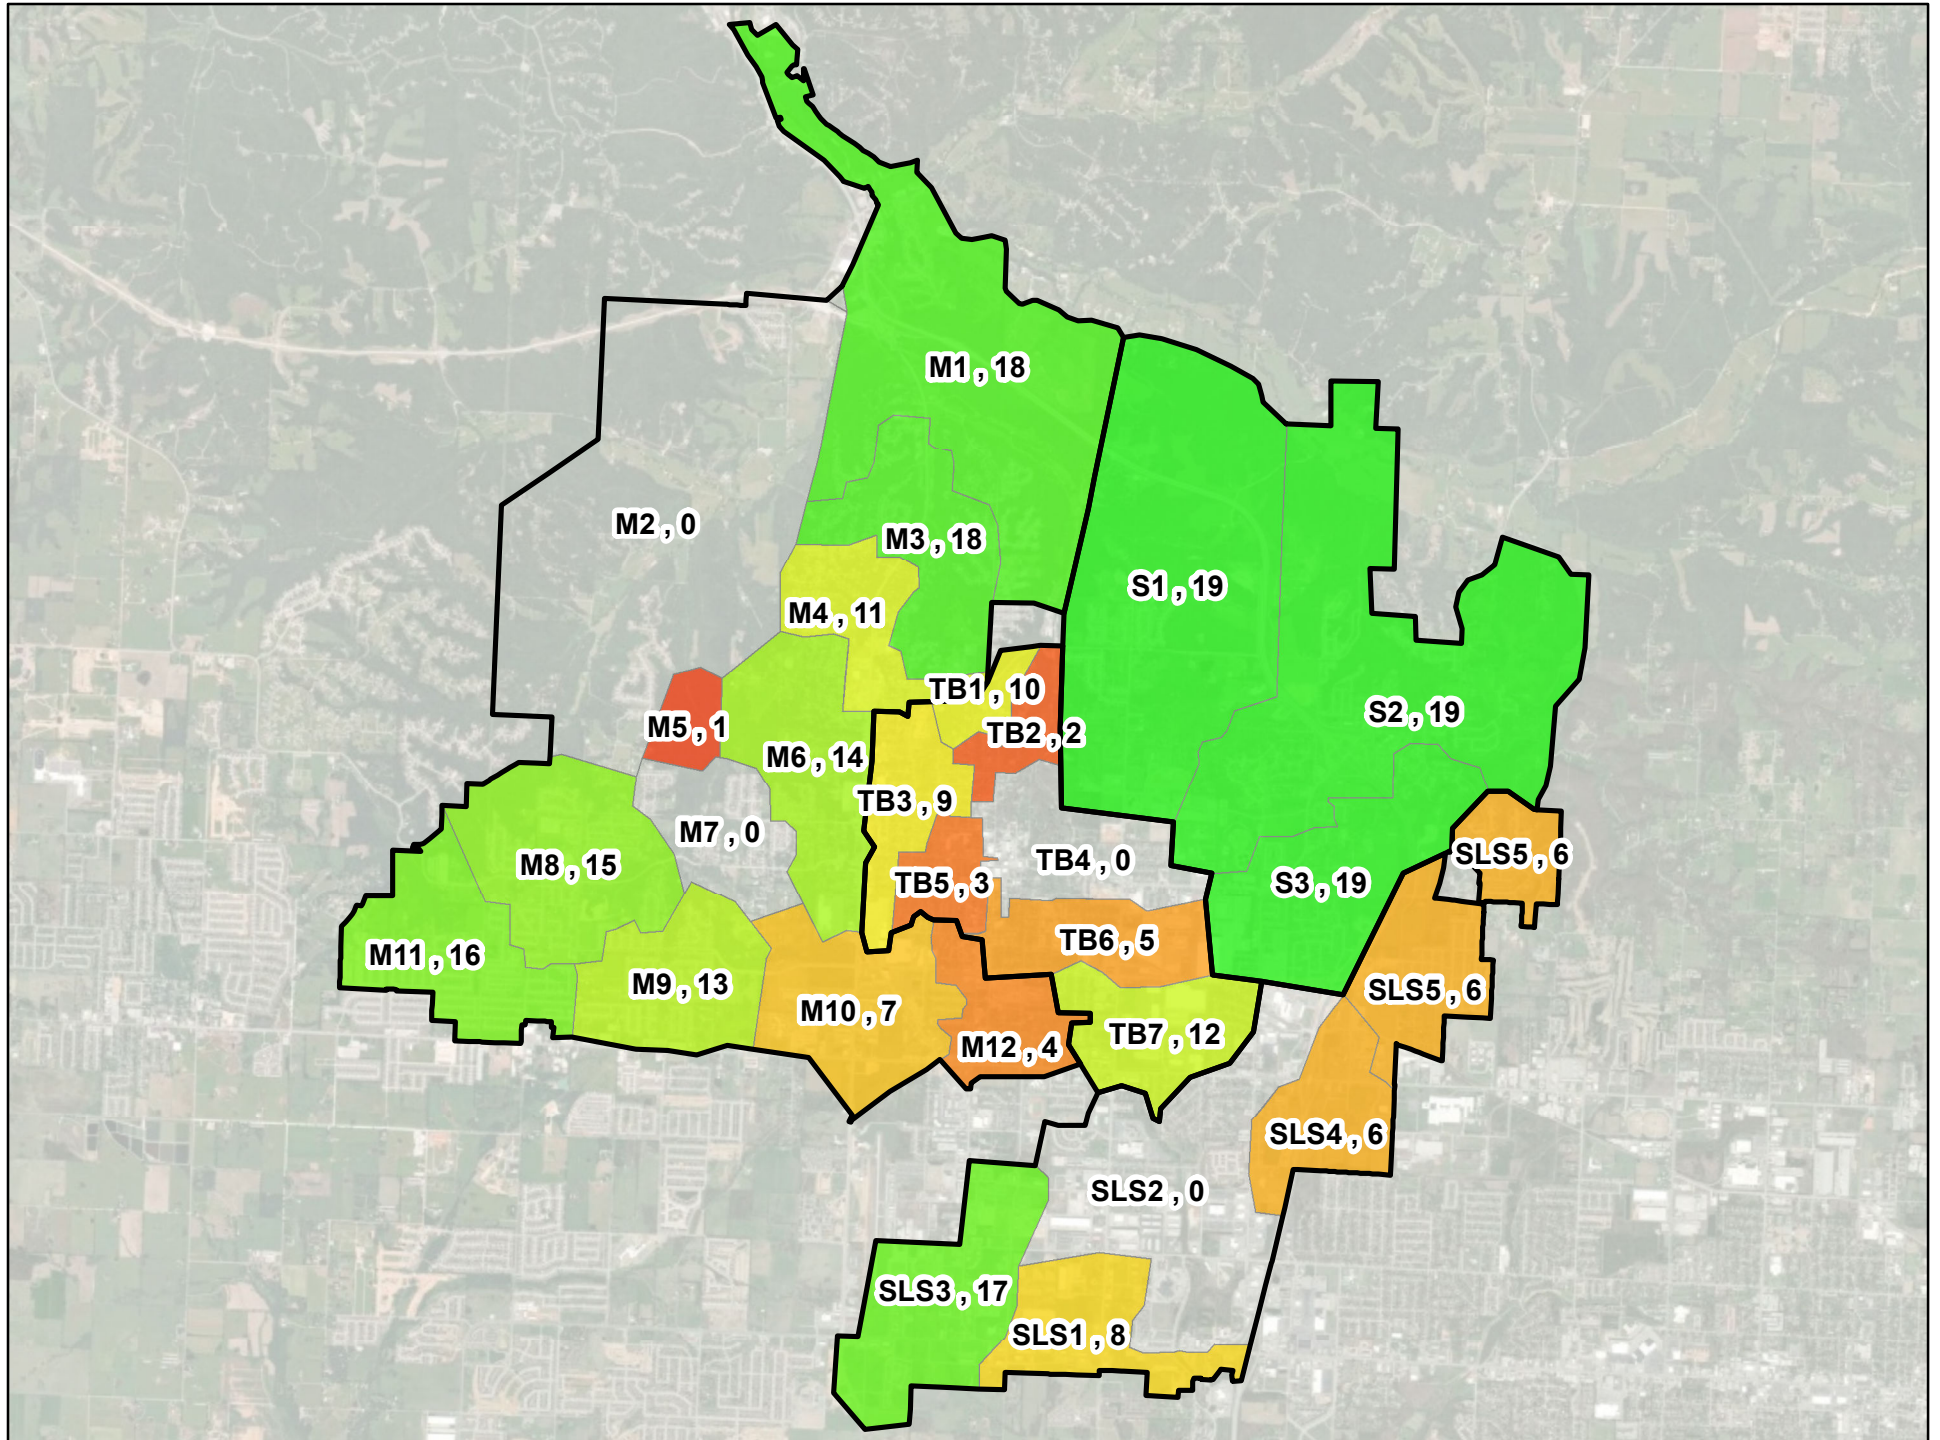 M1 , 18
M2 , 0
M3 , 18
S1 , 19
M4 , 11
TB1 , 10
S2 , 19
M5 , 1
TB2 , 2
M6 , 14
TB3 , 9
M7 , 0
SLS5 , 6
M8 , 15
TB4 , 0
TB5 , 3
S3 , 19
TB6 , 5
M11 , 16
M9 , 13
SLS5 , 6
M10 , 7
TB7 , 12
M12 , 4
SLS4 , 6
SLS2 , 0
SLS3 , 17
SLS1 , 8